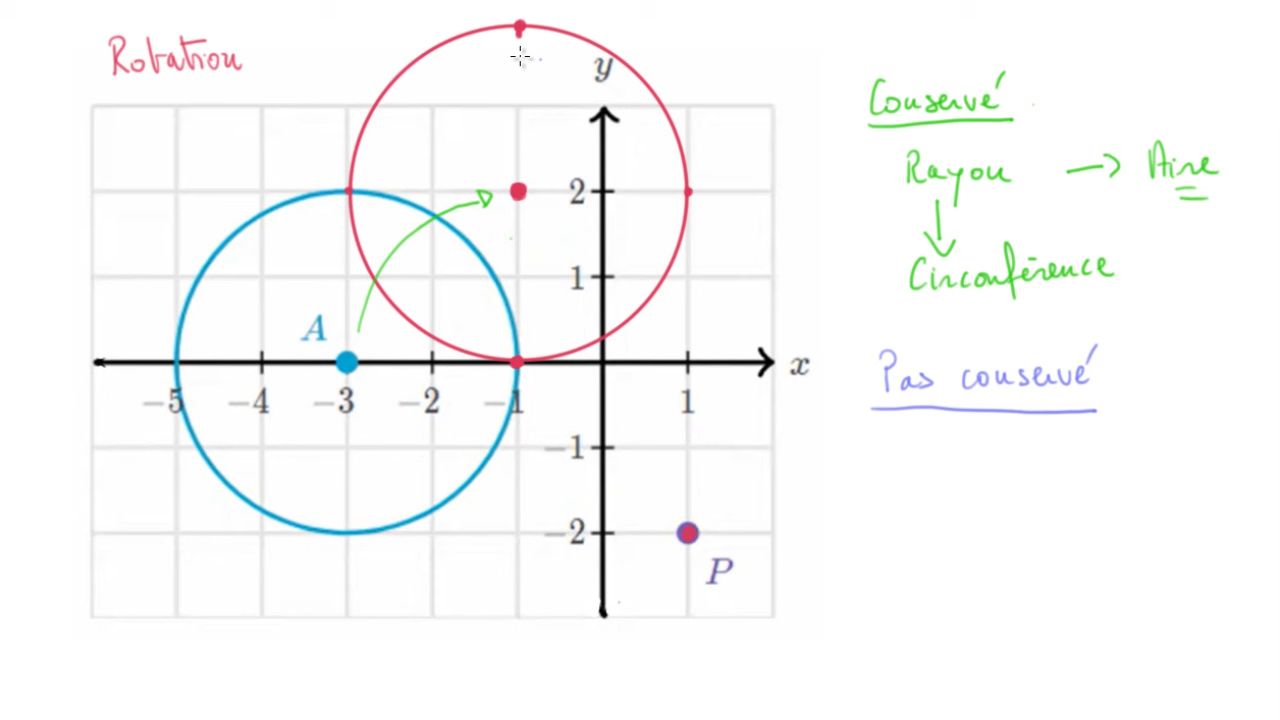 Rotation
y
Conservé
Rayon → Aire
2
1
Circonférence
A
x
Pas conservé
−5 −4 −3 −2 −1 1
−1
−2
P